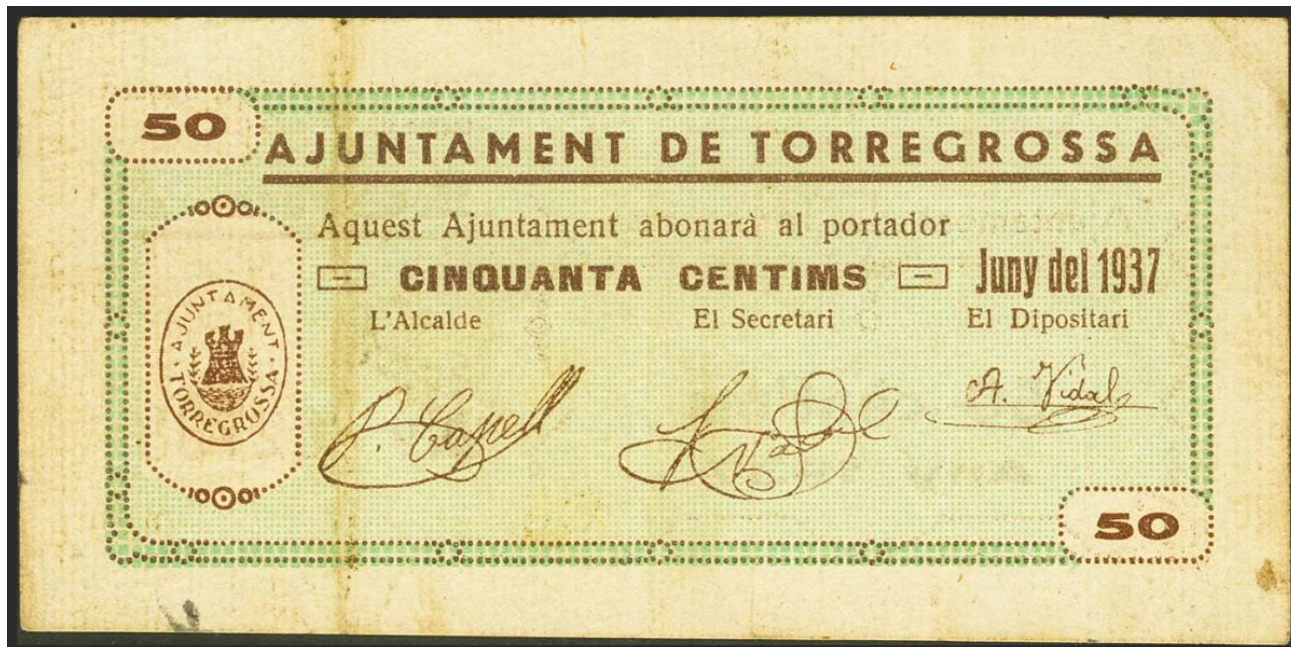 50
AJUNTAMENT DE TORREGROSSA
Aquest Ajuntament abonarà al portador
CINQUANTA CENTIMS
Juny del 1937
L'Alcalde El Secretari El Dipositari
AJUNTAMENT
TORREGROSSA
A. Vidal
50